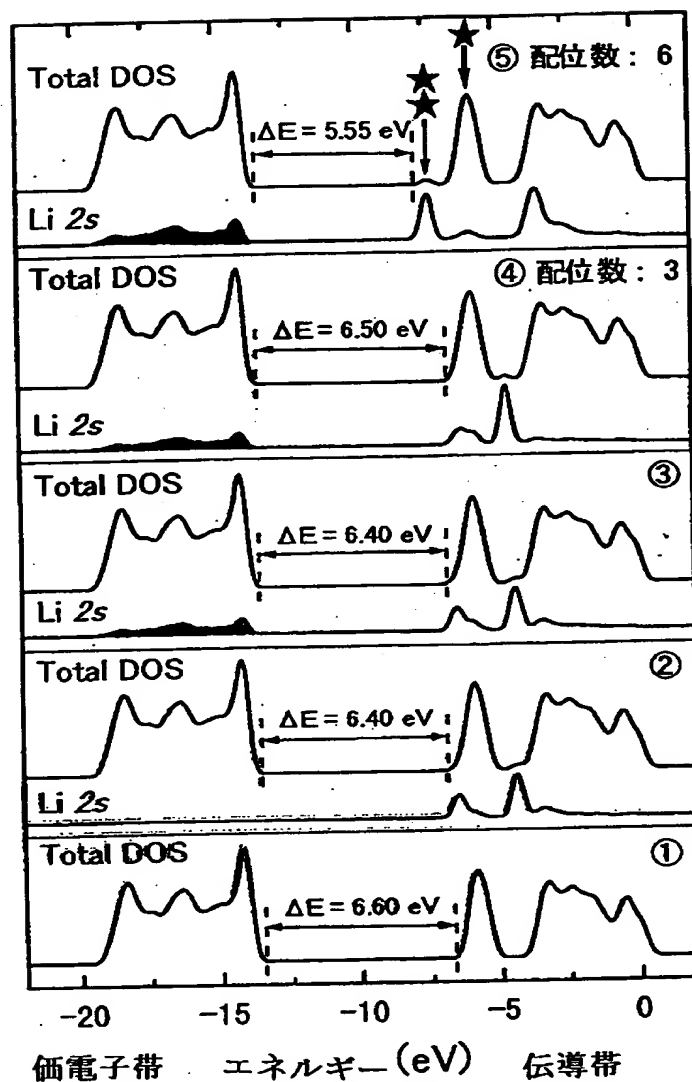 ⑤ 配位数: 6
Total DOS
ΔE = 5.55 eV
Li 2s
Total DOS
④ 配位数: 3
ΔE = 6.50 eV
Li 2s
Total DOS
③
ΔE = 6.40 eV
Li 2s
Total DOS
②
ΔE = 6.40 eV
Li 2s
Total DOS
①
ΔE = 6.60 eV
-20 -15 -10 -5 0
価電子帯 エネルギー(eV) 伝導帯